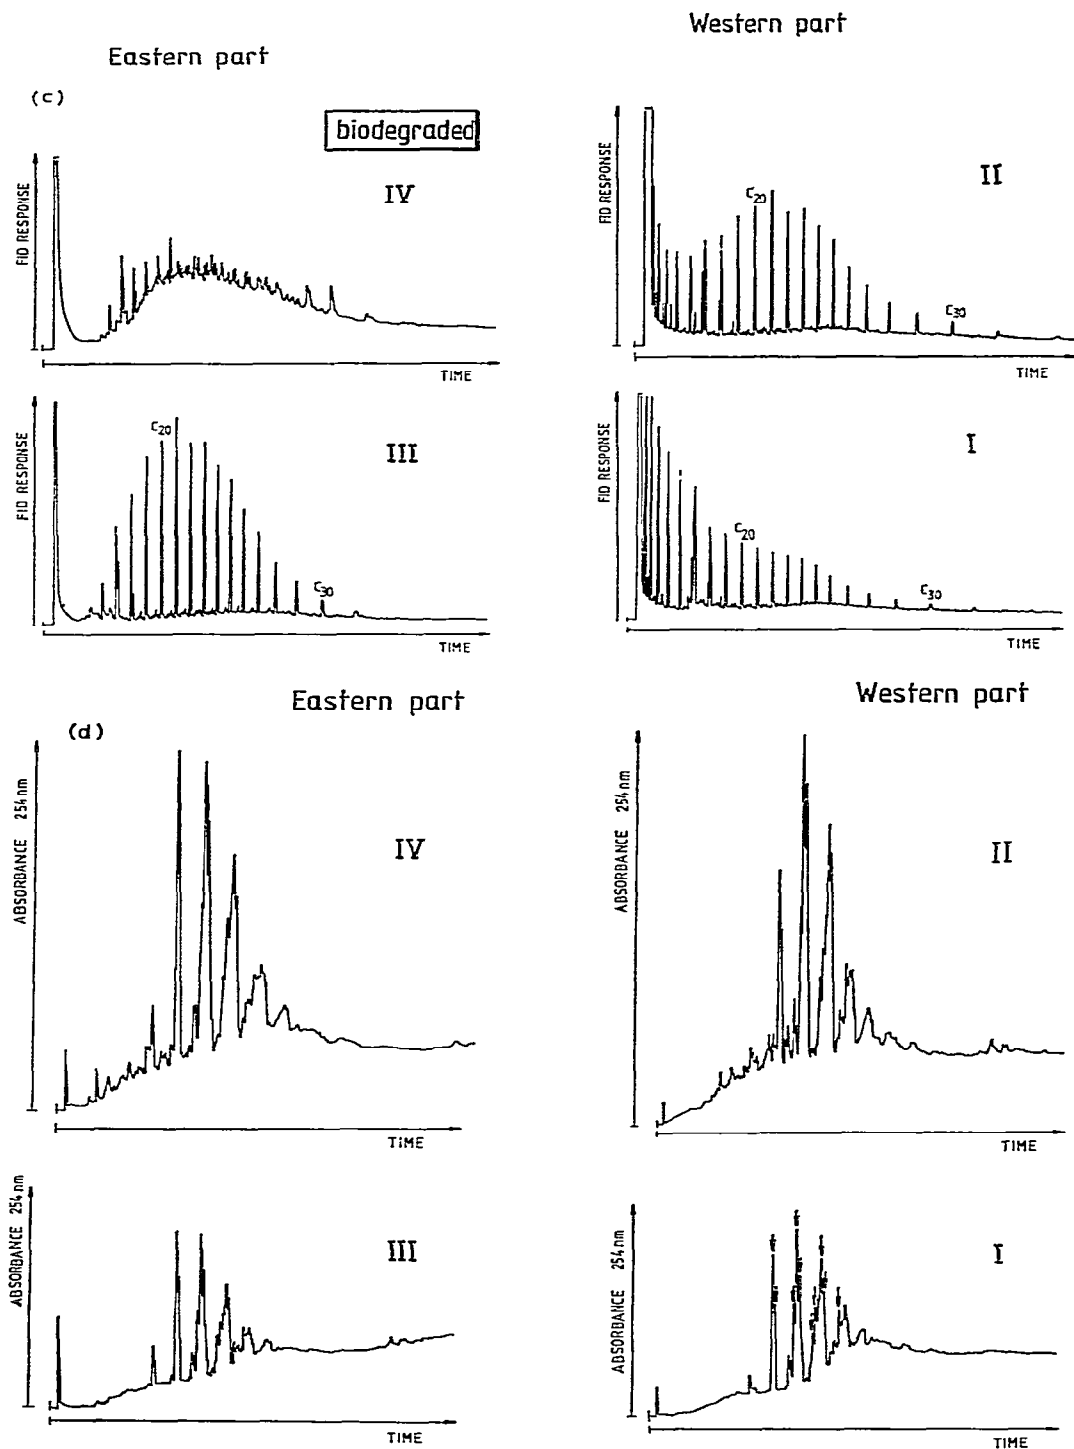 Eastern part
Western part
(c)
biodegraded
IV
FID RESPONSE
TIME
II
C20
C30
FID RESPONSE
TIME
III
C20
C30
FID RESPONSE
TIME
I
C20
C30
FID RESPONSE
TIME
Eastern part
Western part
(d)
IV
ABSORBANCE 254 nm
TIME
II
ABSORBANCE 254 nm
TIME
III
ABSORBANCE 254 nm
TIME
I
ABSORBANCE 254 nm
TIME